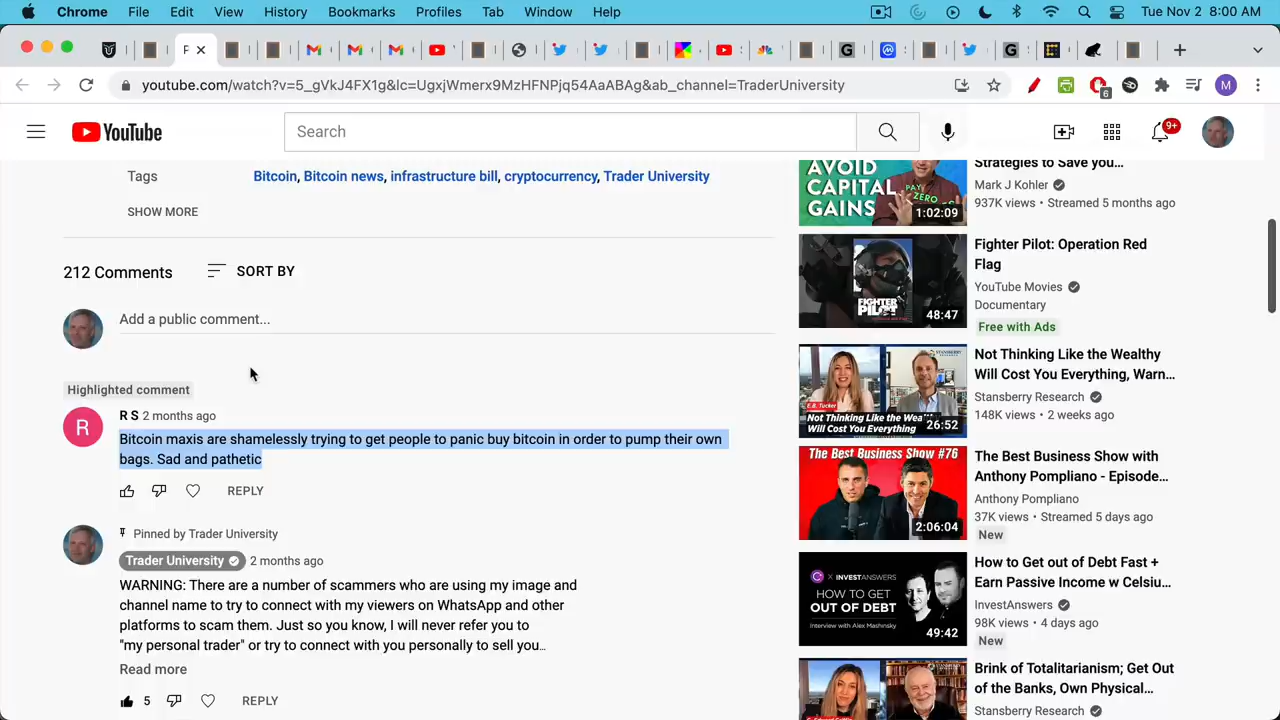 Chrome File Edit View History Bookmarks Profiles Tab Window Help Tue Nov 2 8:00 AM
youtube.com/watch?v=5_gVkJ4FX1g&lc=UgxjWmerx9MzHFNPjq54AaABAg&ab_channel=TraderUniversity
6
M
YouTube
Search
9+
Tags Bitcoin, Bitcoin news, infrastructure bill, cryptocurrency, Trader University
SHOW MORE
212 Comments SORT BY
Add a public comment...
Highlighted comment
R
R S 2 months ago
Bitcoin maxis are shamelessly trying to get people to panic buy bitcoin in order to pump their own
bags. Sad and pathetic
REPLY
Pinned by Trader University
Trader University 2 months ago
WARNING: There are a number of scammers who are using my image and
channel name to try to connect with my viewers on WhatsApp and other
platforms to scam them. Just so you know, I will never refer you to
"my personal trader" or try to connect with you personally to sell you...
Read more
5 REPLY
AVOID
CAPITAL
GAINS
PAY
ZERO
1:02:09
Strategies to Save you...
Mark J Kohler
937K views • Streamed 5 months ago
FIGHTER
PILOT
48:47
Fighter Pilot: Operation Red
Flag
YouTube Movies
Documentary
Free with Ads
STANSBERRY
E.B. Tucker
Not Thinking Like the Wealthy
Will Cost You Everything
26:52
Not Thinking Like the Wealthy
Will Cost You Everything, Warn...
Stansberry Research
148K views • 2 weeks ago
The Best Business Show #76
2:06:04
The Best Business Show with
Anthony Pompliano - Episode...
Anthony Pompliano
37K views • Streamed 5 days ago
New
X INVESTANSWERS
HOW TO GET
OUT OF DEBT
Interview with Alex Mashinsky
49:42
How to Get out of Debt Fast +
Earn Passive Income w Celsiu...
InvestAnswers
98K views • 4 days ago
New
STANSBERRY
Brink of Totalitarianism; Get Out
of the Banks, Own Physical...
Stansberry Research